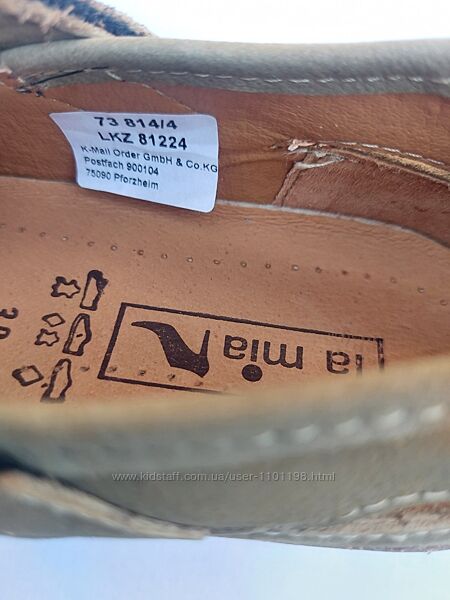 73 814/4
LKZ 81224
K-Mail Order GmbH & Co.KG
Postfach 900104
75090 Pforzheim
la mia
www.kidstaff.com.ua/user-1101198.html